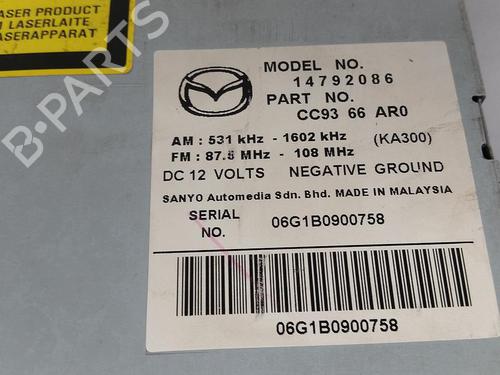 LASER PRODUCT
LASERLAITE
LASERAPPARAT
MODEL NO.
14792086
PART NO.
CC93 66 AR0
AM : 531 kHz - 1602 kHz (KA300)
FM : 87.5 MHz - 108 MHz
DC 12 VOLTS NEGATIVE GROUND
SANYO Automedia Sdn. Bhd. MADE IN MALAYSIA
SERIAL NO. 06G1B0900758
06G1B0900758
B-PARTS